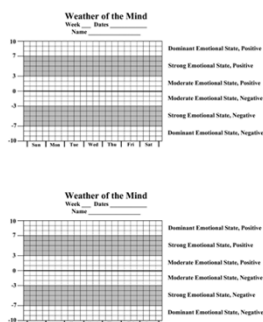 Weather of the Mind
Week ___ Dates __________
Name ______________
10
Dominant Emotional State, Positive
7
Strong Emotional State, Positive
3
Moderate Emotional State, Positive
0
Moderate Emotional State, Negative
-3
Strong Emotional State, Negative
-7
Dominant Emotional State, Negative
-10
Sun Mon Tue Wed Thu Fri Sat
Weather of the Mind
Week ___ Dates __________
Name ______________
10
Dominant Emotional State, Positive
7
Strong Emotional State, Positive
3
Moderate Emotional State, Positive
0
Moderate Emotional State, Negative
-3
Strong Emotional State, Negative
-7
Dominant Emotional State, Negative
-10